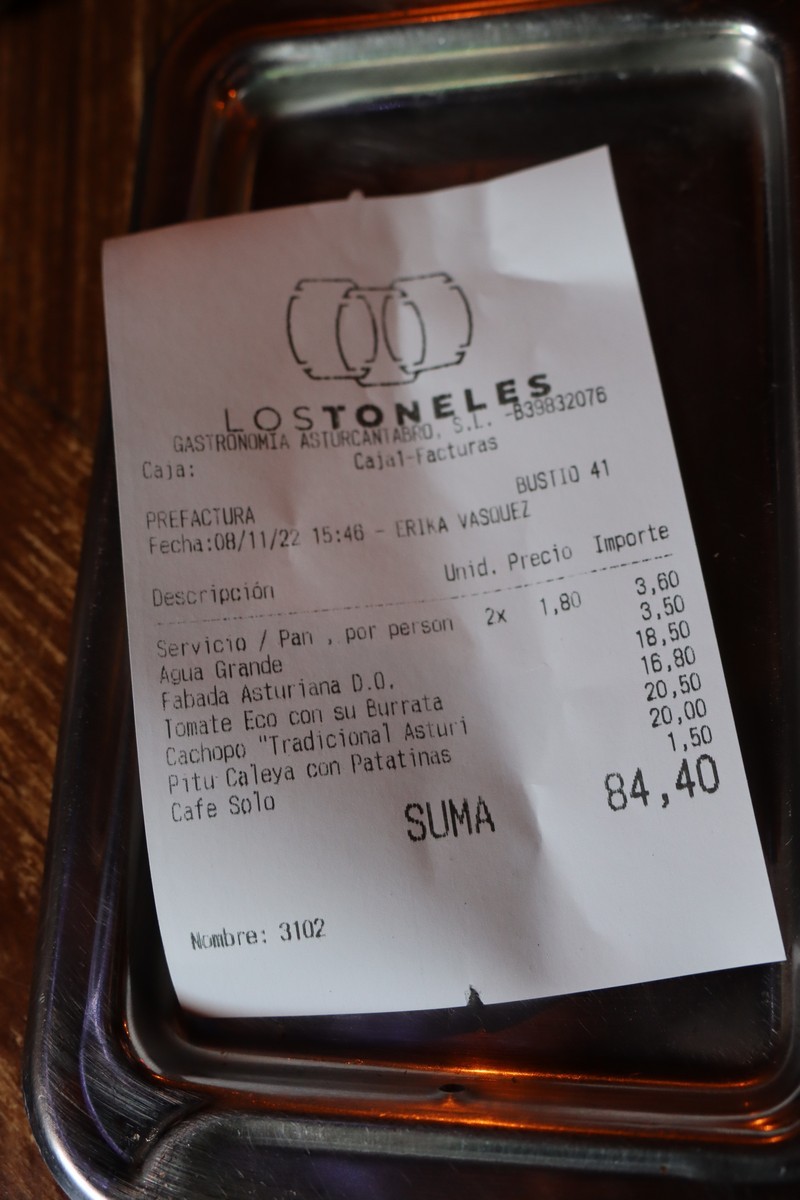 LOSTONELES
GASTRONOMIA ASTURCANTABRO, S.L. -B39832076
Caja: Caja1-Facturas
BUSTIO 41
PREFACTURA
Fecha:08/11/22 15:46 - ERIKA VASQUEZ
Descripción Unid. Precio Importe
Servicio / Pan , por person 2x 1,80 3,60
Agua Grande 3,50
Fabada Asturiana D.O. 18,50
Tomate Eco con su Burrata 16,80
Cachopo "Tradicional Asturi 20,50
Pitu Caleya con Patatinas 20,00
Cafe Solo 1,50
SUMA 84,40
Nombre: 3102